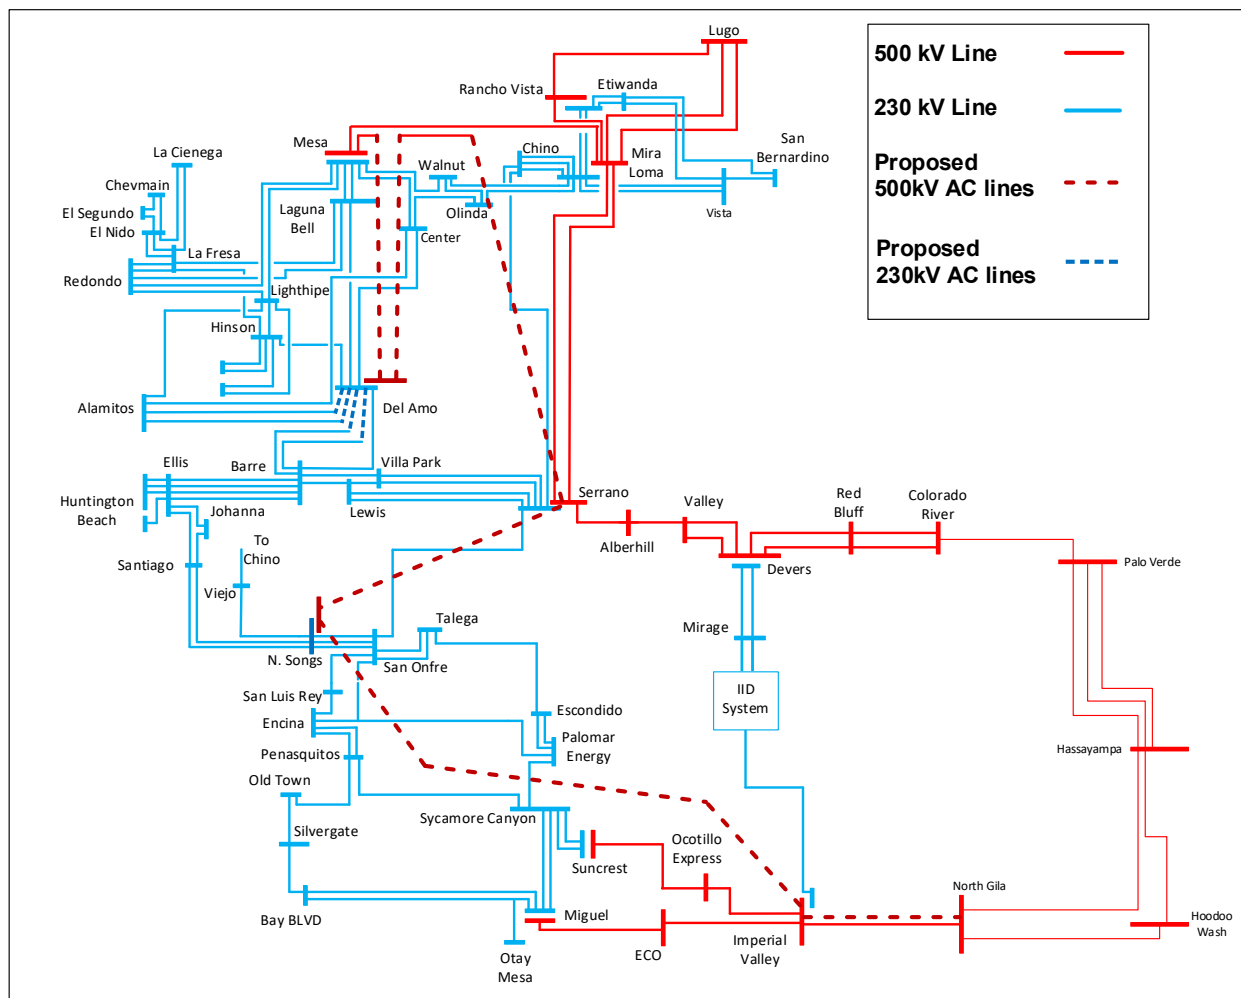 Lugo
500 kV Line
230 kV Line
Proposed
500kV AC lines
Proposed
230kV AC lines
Rancho Vista
Etiwanda
Mesa
La Cienega
Chevmain
El Segundo
El Nido
La Fresa
Redondo
Laguna
Bell
Walnut
Chino
Olinda
Center
Mira
Loma
San
Bernardino
Vista
Lighthipe
Hinson
Alamitos
Del Amo
Ellis
Barre
Villa Park
Huntington
Beach
Johanna
Lewis
Serrano
Valley
Alberhill
Red
Bluff
Colorado
River
Devers
Palo Verde
To
Chino
Santiago
Viejo
N. Songs
San Onfre
Talega
Mirage
IID
System
San Luis Rey
Encina
Escondido
Palomar
Energy
Penasquitos
Old Town
Hassayampa
Silvergate
Sycamore Canyon
Suncrest
Ocotillo
Express
North Gila
Bay BLVD
Miguel
Otay
Mesa
ECO
Imperial
Valley
Hoodoo
Wash